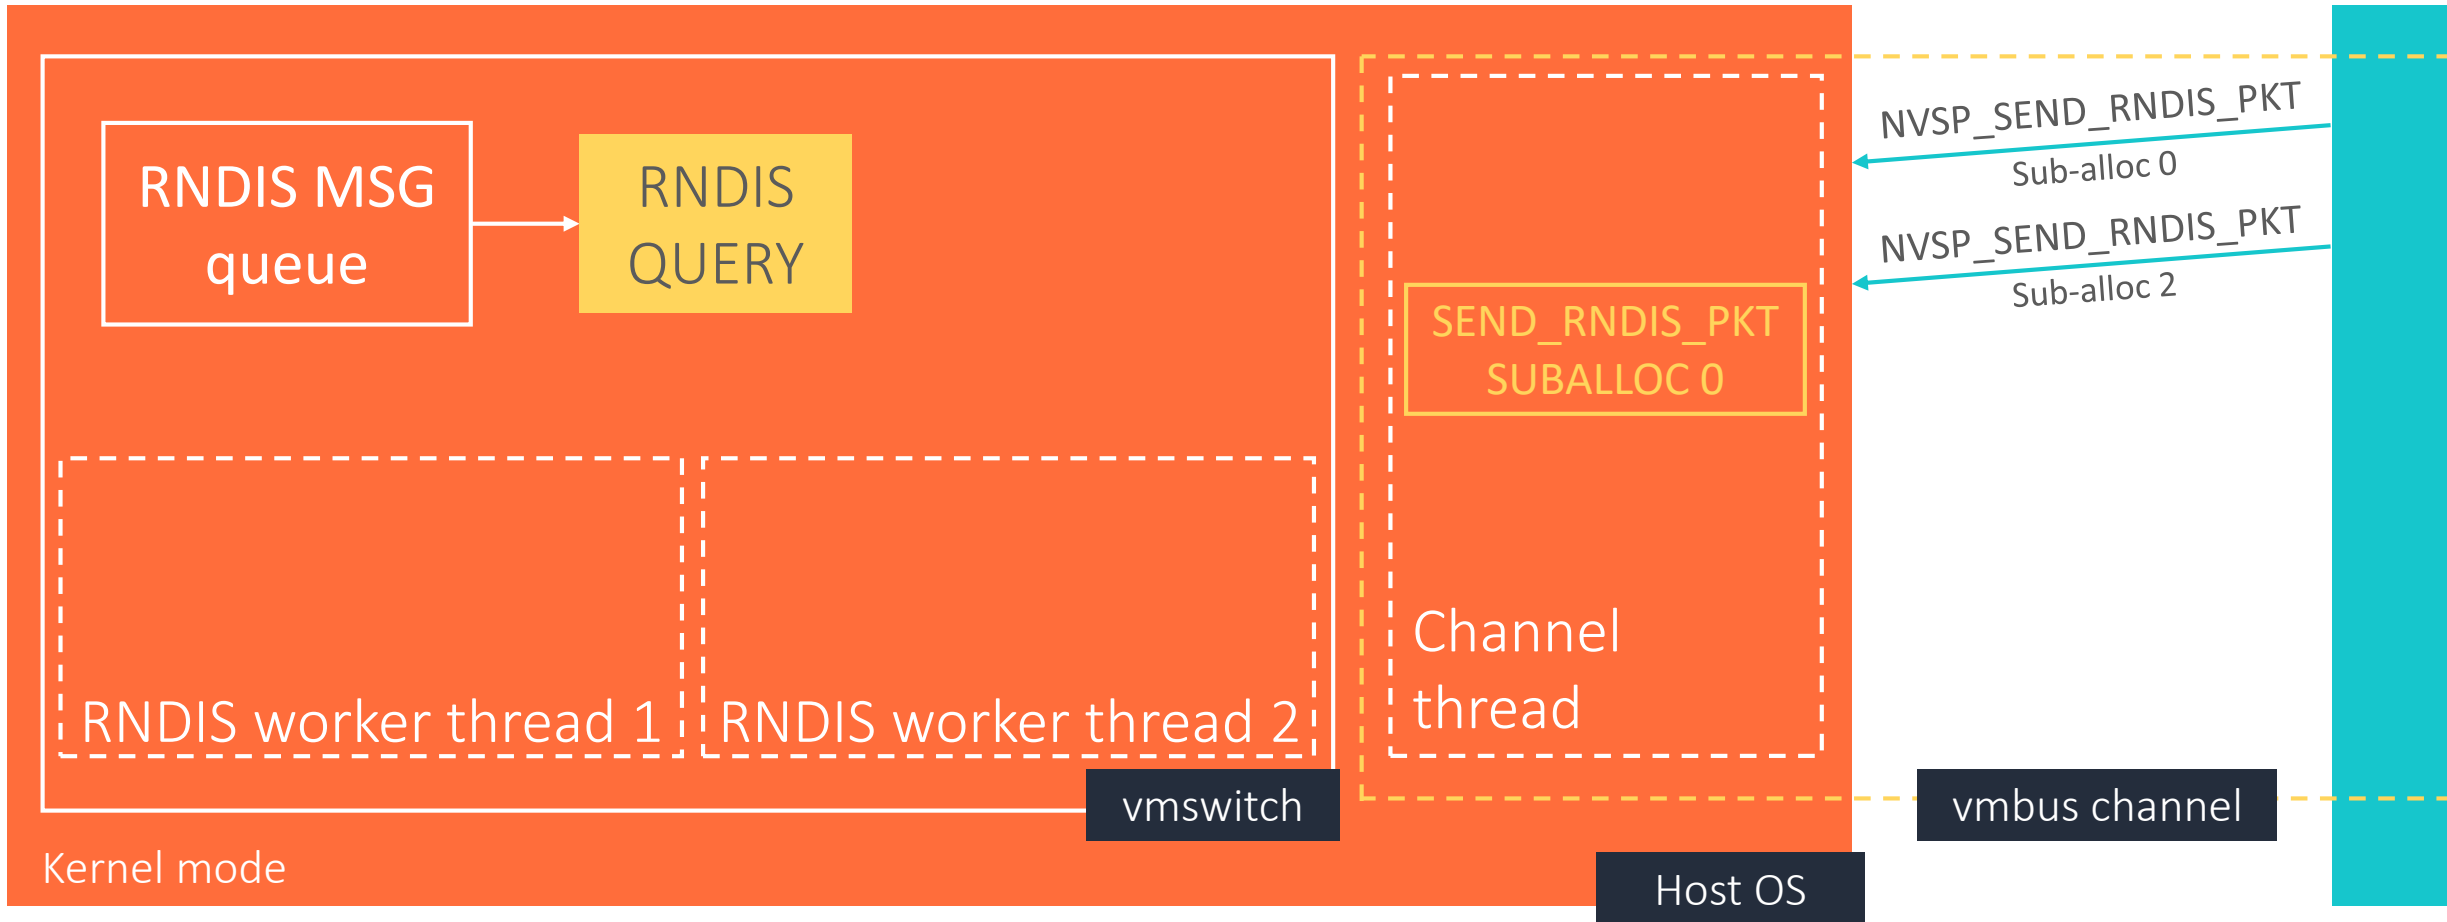 RNDIS MSG
queue
RNDIS
QUERY
RNDIS worker thread 1
RNDIS worker thread 2
vmswitch
Kernel mode
SEND_RNDIS_PKT
SUBALLOC 0
Channel
thread
Host OS
NVSP_SEND_RNDIS_PKT
Sub-alloc 0
NVSP_SEND_RNDIS_PKT
Sub-alloc 2
vmbus channel